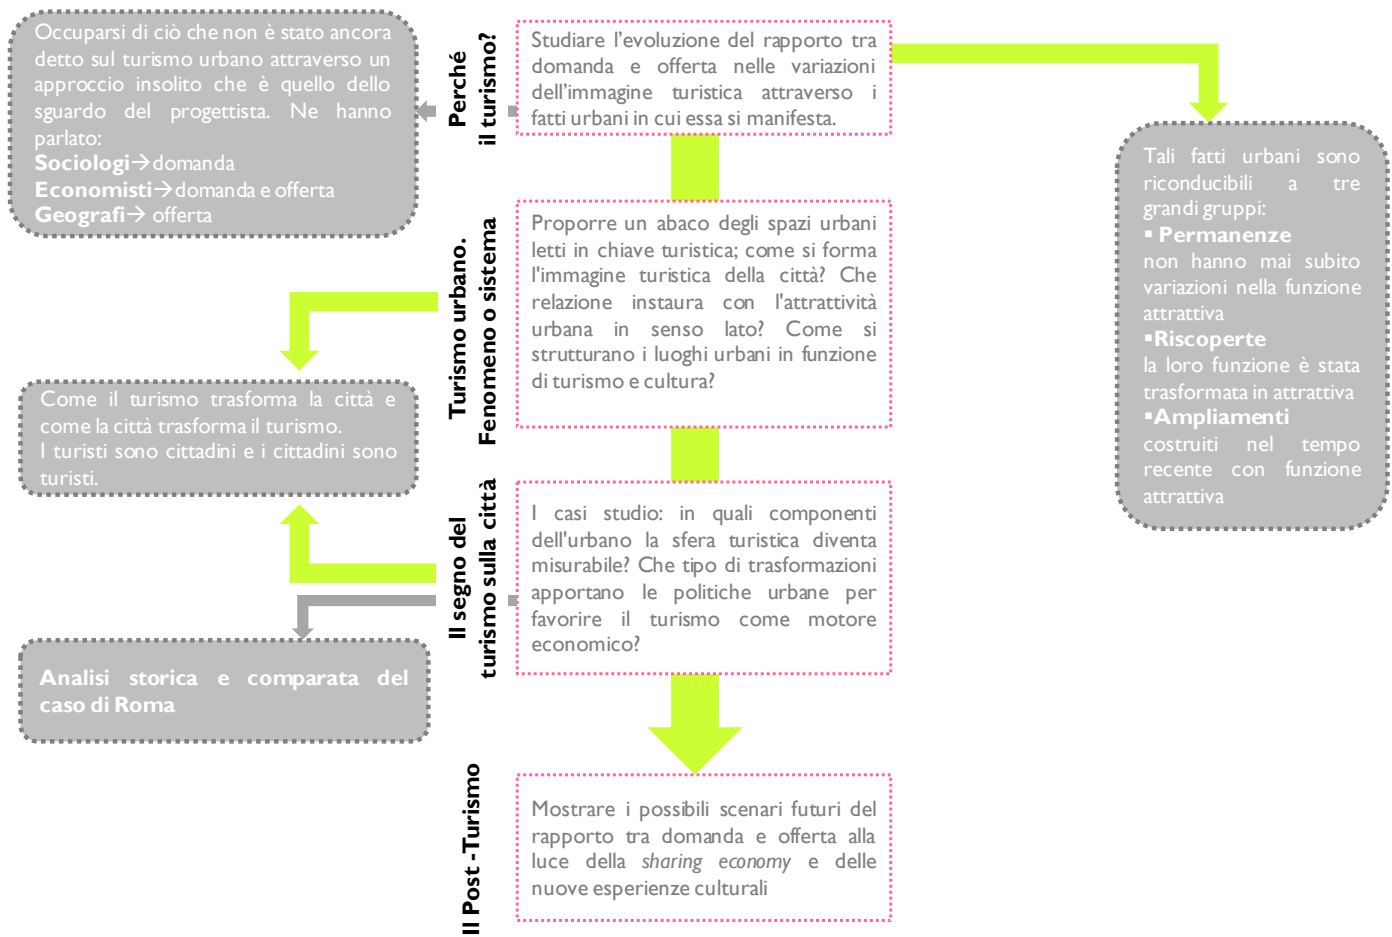 Occuparsi di ciò che non è stato ancora
detto sul turismo urbano attraverso un
approccio insolito che è quello dello
sguardo del progettista. Ne hanno
parlato:
Sociologi→domanda
Economisti→domanda e offerta
Geografi→ offerta
Perché
il turismo?
Studiare l’evoluzione del rapporto tra
domanda e offerta nelle variazioni
dell’immagine turistica attraverso i
fatti urbani in cui essa si manifesta.
Tali fatti urbani sono
riconducibili a tre
grandi gruppi:
▪ Permanenze
non hanno mai subito
variazioni nella funzione
attrattiva
▪Riscoperte
la loro funzione è stata
trasformata in attrattiva
▪Ampliamenti
costruiti nel tempo
recente con funzione
attrattiva
Turismo urbano.
Fenomeno o sistema
Proporre un abaco degli spazi urbani
letti in chiave turistica; come si forma
l'immagine turistica della città? Che
relazione instaura con l'attrattività
urbana in senso lato? Come si
strutturano i luoghi urbani in funzione
di turismo e cultura?
Come il turismo trasforma la città e
come la città trasforma il turismo.
I turisti sono cittadini e i cittadini sono
turisti.
Il segno del
turismo sulla città
I casi studio: in quali componenti
dell'urbano la sfera turistica diventa
misurabile? Che tipo di trasformazioni
apportano le politiche urbane per
favorire il turismo come motore
economico?
Analisi storica e comparata del
caso di Roma
Il Post -Turismo
Mostrare i possibili scenari futuri del
rapporto tra domanda e offerta alla
luce della sharing economy e delle
nuove esperienze culturali